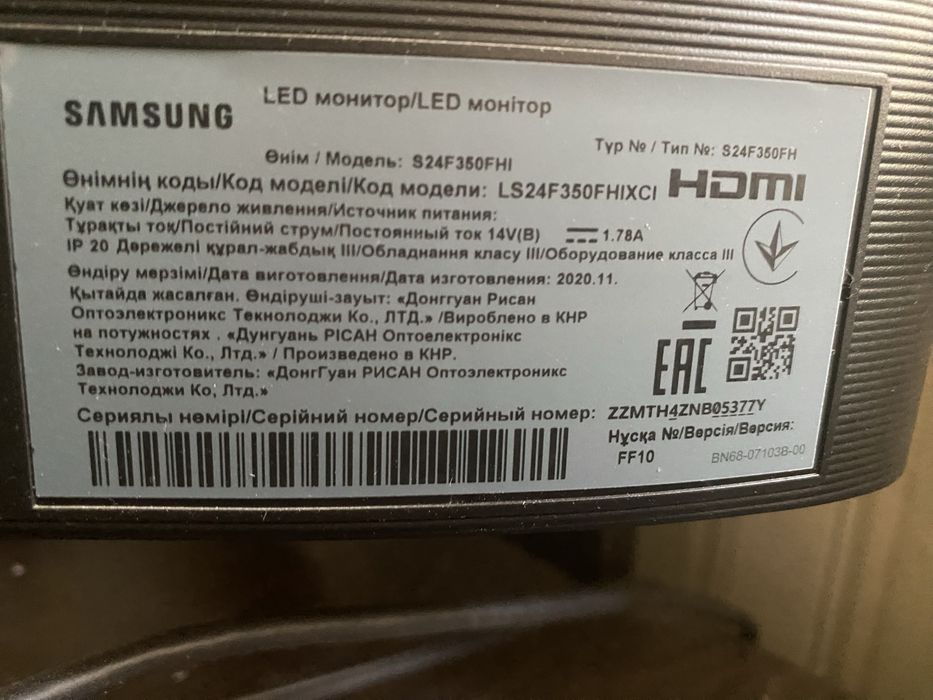 SAMSUNG
LED монитор/LED монітор
Өнім / Модель: S24F350FHI
Түр № / Тип №: S24F350FH
Өнімнің коды/Код моделі/Код модели: LS24F350FHIXCI
HDMI
Қуат көзі/Джерело живлення/Источник питания:
Тұрақты тоқ/Постійний струм/Постоянный ток 14V(В) 1.78A
IP 20 Дәрежелі құрал-жабдық III/Обладнання класу III/Оборудование класса III
Өндіру мерзімі/Дата виготовлення/Дата изготовления: 2020.11.
Қытайда жасалған. Өндіруші-зауыт: «Донггуан Рисан
Оптоэлектроникс Текнолоджи Ко., ЛТД.» /Вироблено в КНР
на потужностях . «Дунгуань РІСАН Оптоелектронікс
Технолоджі Ко., Лтд.» / Произведено в КНР.
Завод-изготовитель: «ДонгГуан РИСАН Оптоэлектроникс
Технолоджи Ко, Лтд.»
EAC
Сериялы нөмірі/Серійний номер/Серийный номер: ZZMTH4ZNB05377Y
Нұсқа №/Версія/Версия:
FF10
BN68-07103B-00